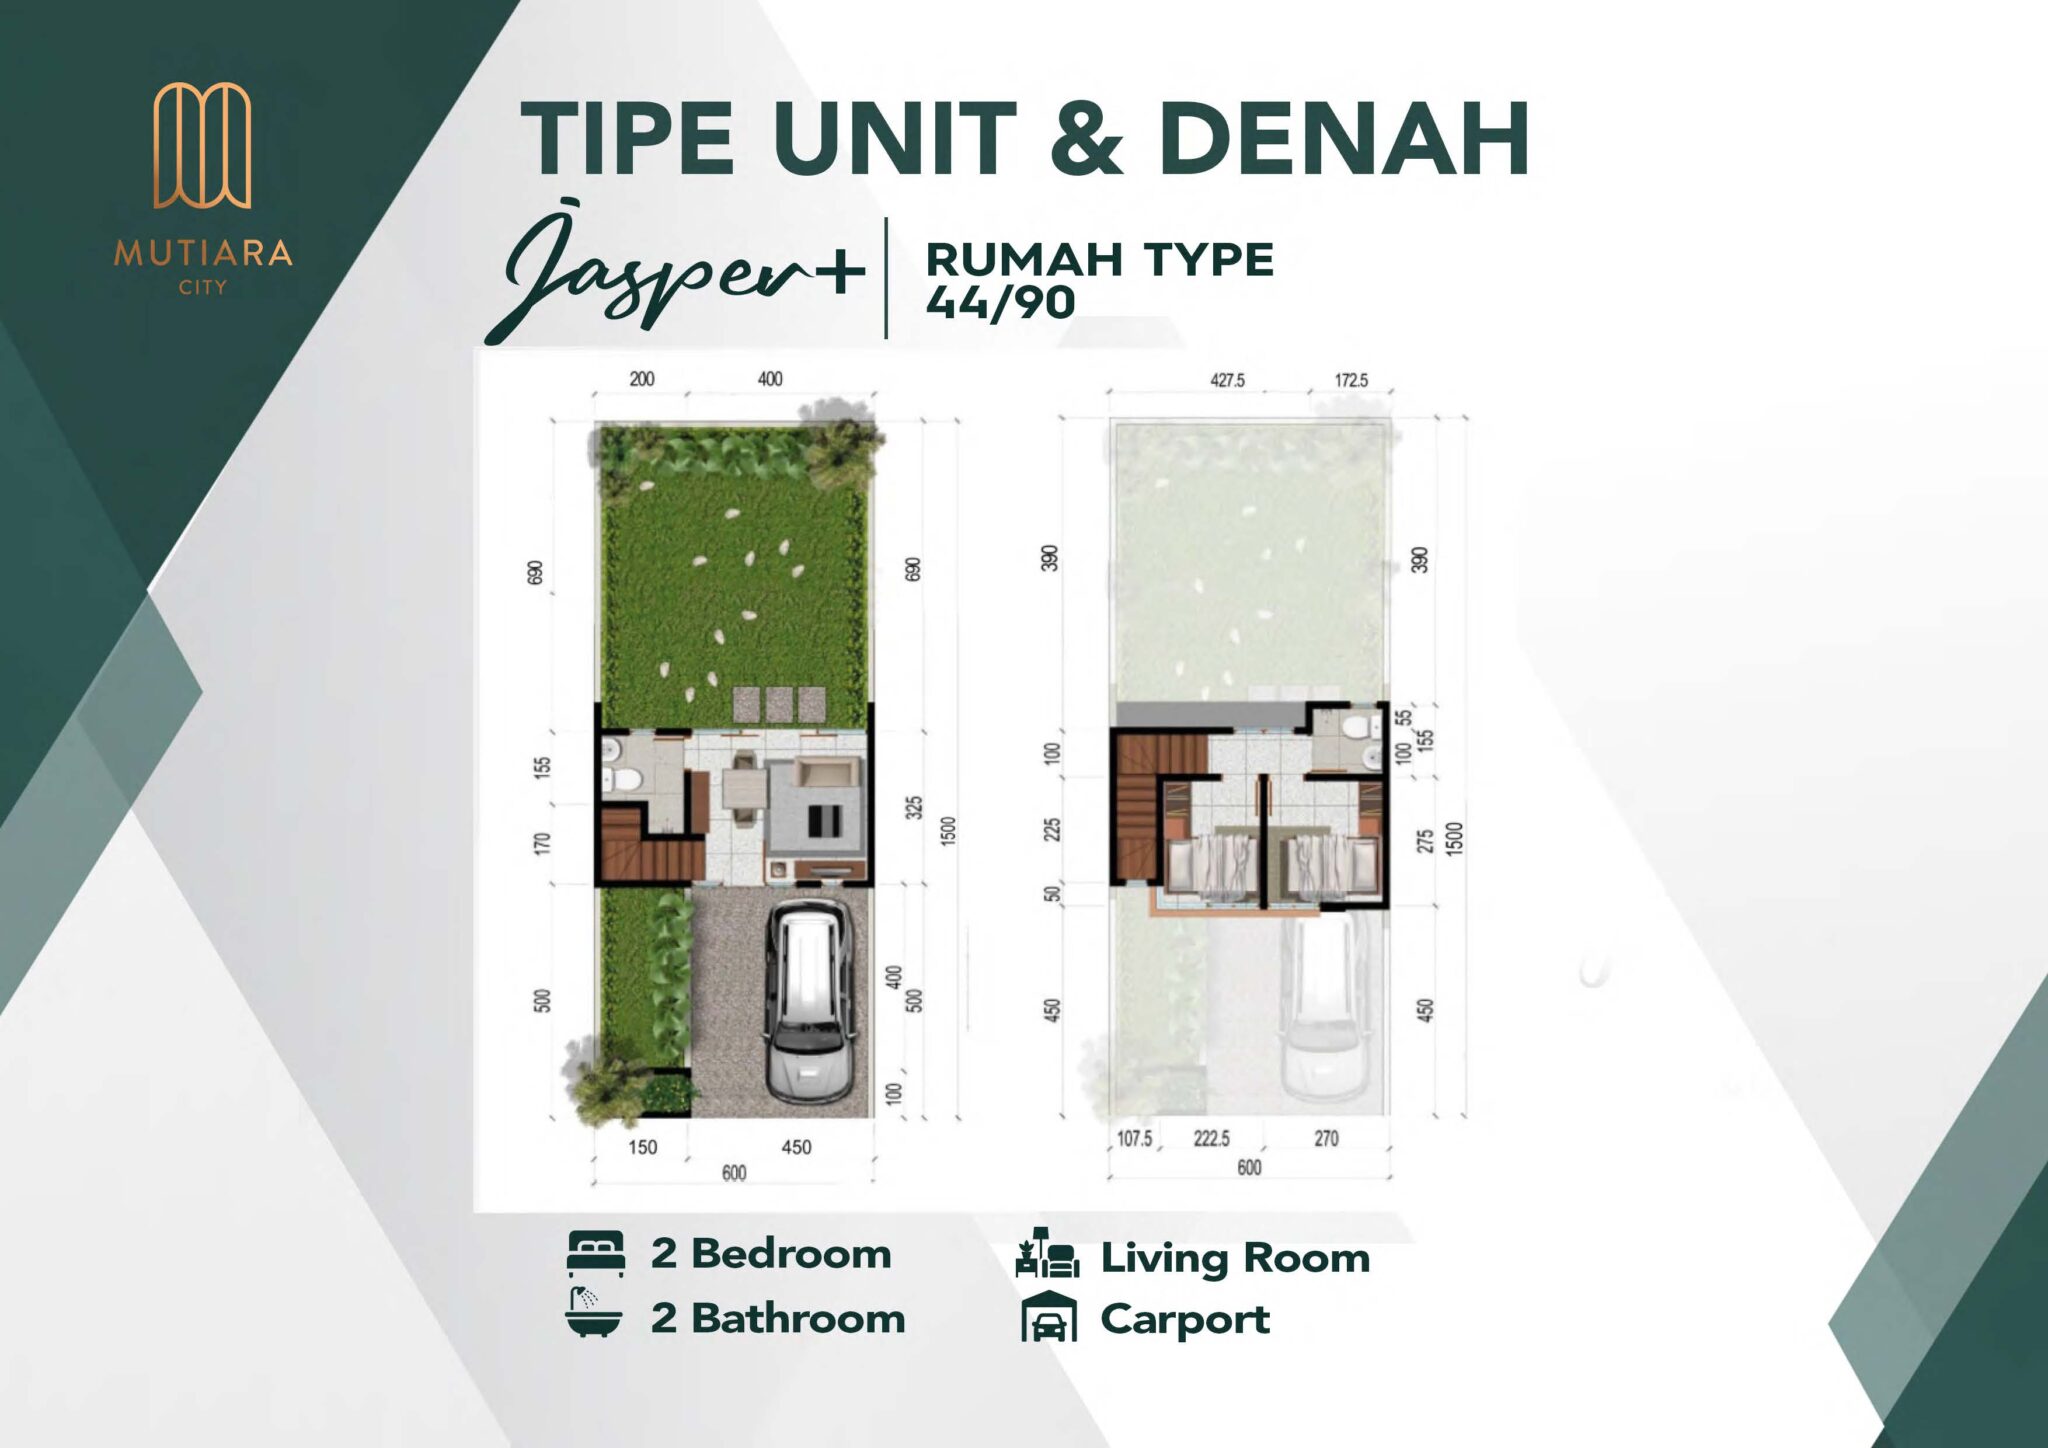 MUTIARA
CITY
TIPE UNIT & DENAH
Jasper+
RUMAH TYPE
44/90
200 400
690
155
170
500
690
325
1500
400
500
100
150 450
600
427.5 172.5
390
100
225
50
450
390
55
155
100
275
1500
450
107.5 222.5 270
600
2 Bedroom
2 Bathroom
Living Room
Carport